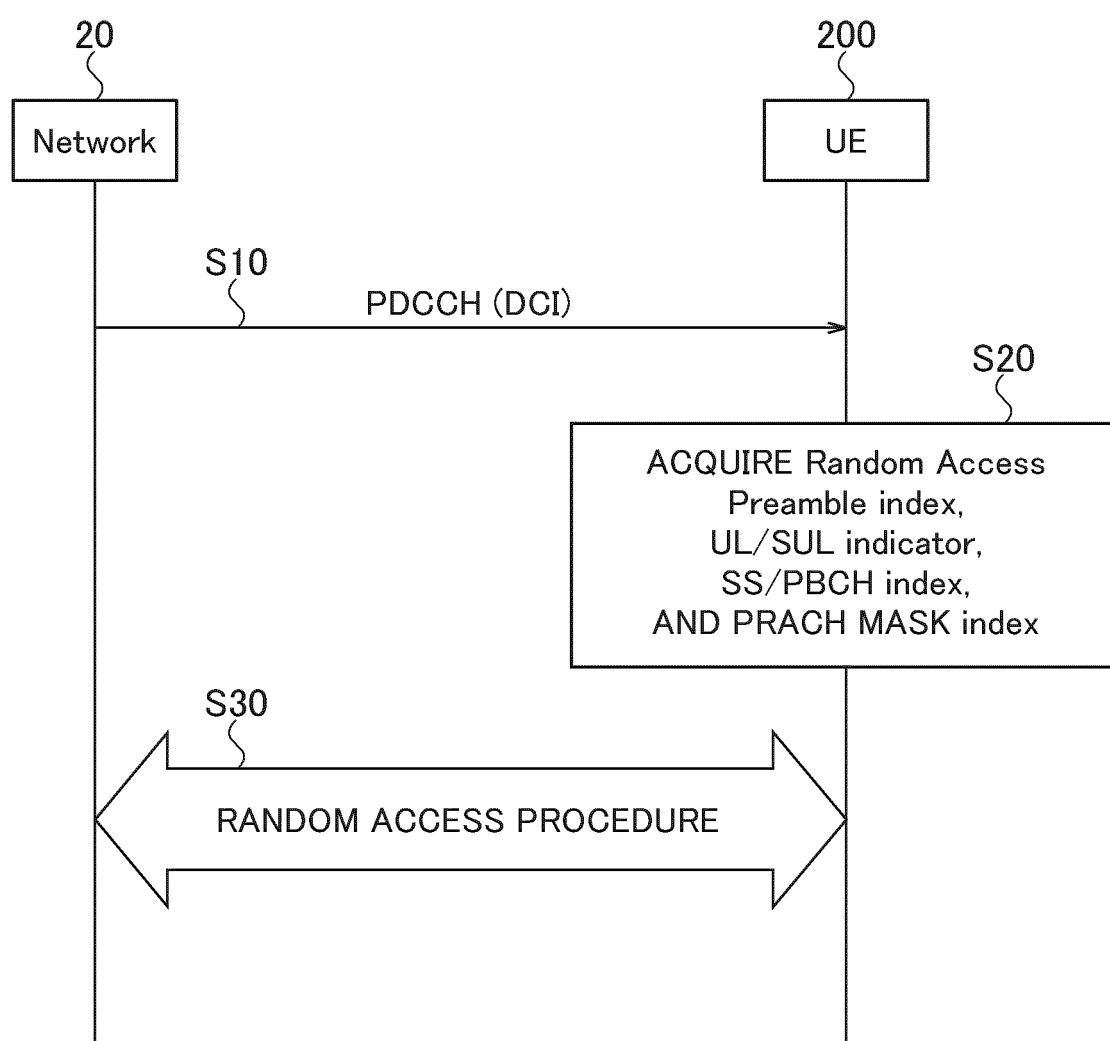 20
200
Network
UE
S10
PDCCH (DCI)
S20
ACQUIRE Random Access
Preamble index,
UL/SUL indicator,
SS/PBCH index,
AND PRACH MASK index
S30
RANDOM ACCESS PROCEDURE